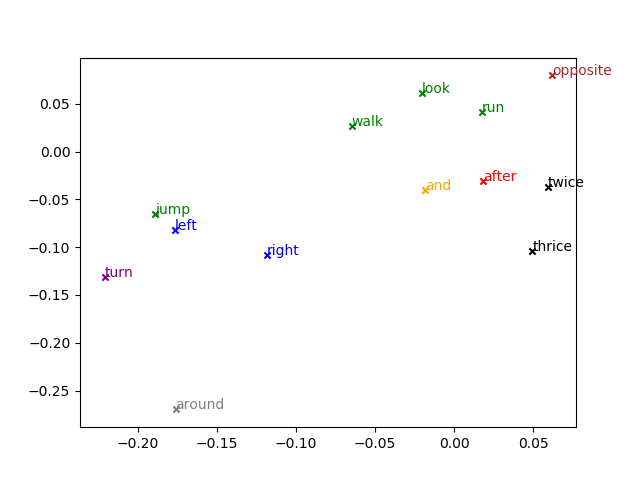 opposite
look
run
walk
twice
after
and
jump
left
thrice
right
turn
around
0.05
0.00
−0.05
−0.10
−0.15
−0.20
−0.25
−0.20
−0.15
−0.10
−0.05
0.00
0.05